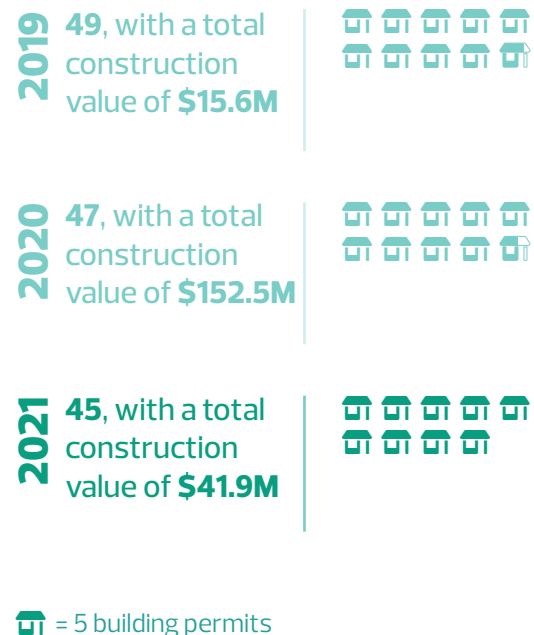 2019
49, with a total
construction
value of $15.6M
2020
47, with a total
construction
value of $152.5M
2021
45, with a total
construction
value of $41.9M
= 5 building permits